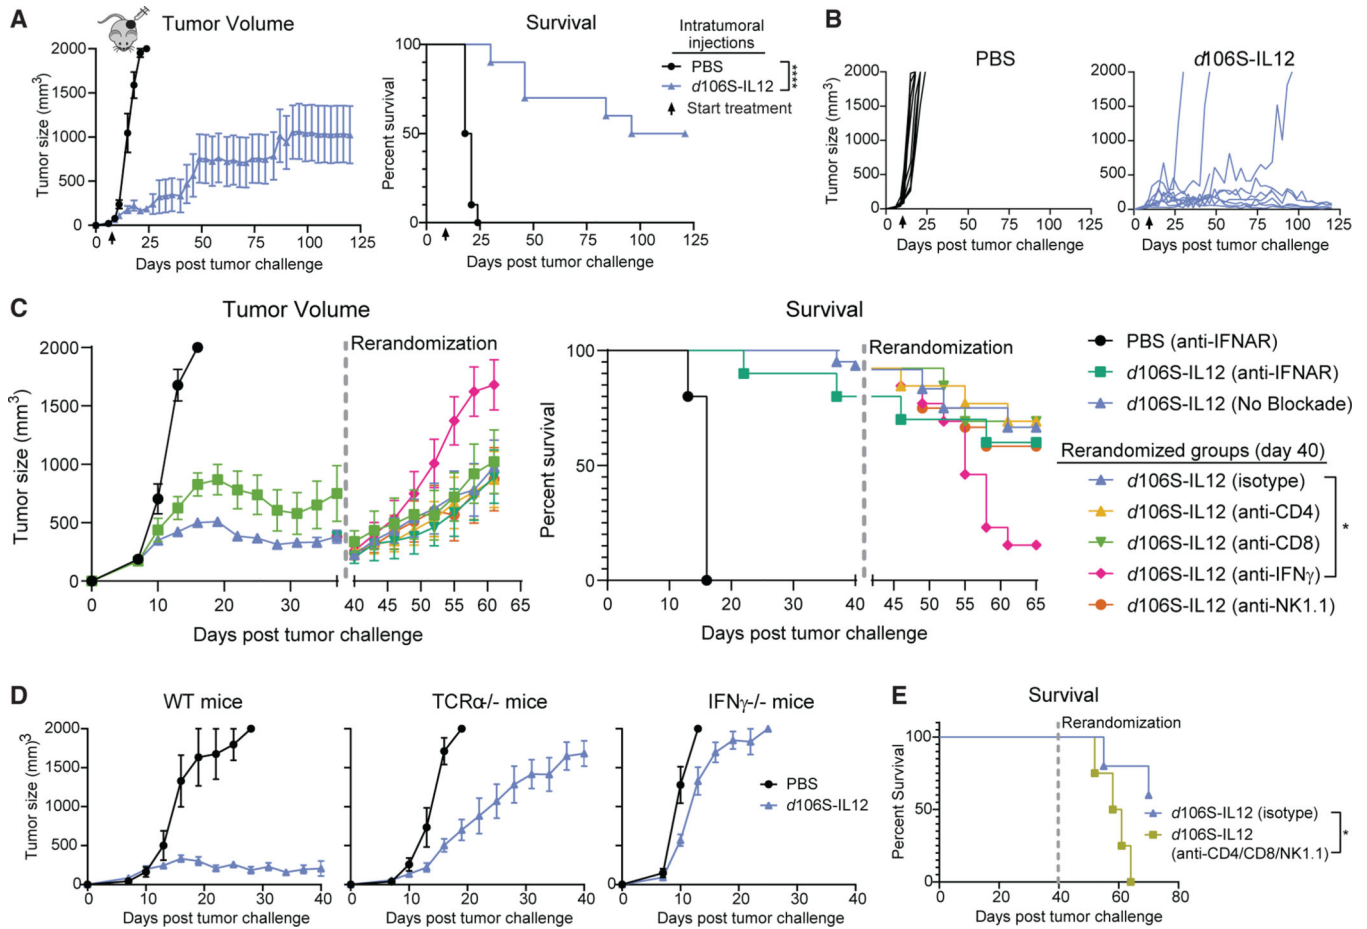 A
Tumor Volume
Tumor size (mm³)
2000
1500
1000
500
0
0 25 50 75 100 125
Days post tumor challenge
Survival
Percent survival
100
50
0
0 25 50 75 100 125
Days post tumor challenge
Intratumoral
injections
PBS
d106S-IL12
****
Start treatment
B
PBS
Tumor size (mm³)
2000
1500
1000
500
0
0 25 50 75 100 125
Days post tumor challenge
d106S-IL12
2000
1500
1000
500
0
0 25 50 75 100 125
Days post tumor challenge
C
Tumor Volume
Rerandomization
Tumor size (mm³)
2000
1500
1000
500
0
0 10 20 30 40 45 50 55 60 65
Days post tumor challenge
Survival
Rerandomization
Percent survival
100
50
0
0 20 40 45 50 55 60 65
Days post tumor challenge
PBS (anti-IFNAR)
d106S-IL12 (anti-IFNAR)
d106S-IL12 (No Blockade)
Rerandomized groups (day 40)
d106S-IL12 (isotype)
d106S-IL12 (anti-CD4)
d106S-IL12 (anti-CD8)
d106S-IL12 (anti-IFNγ)
d106S-IL12 (anti-NK1.1)
*
D
WT mice
Tumor size (mm)³
2000
1500
1000
500
0
0 10 20 30 40
Days post tumor challenge
TCRα-/- mice
0 10 20 30 40
Days post tumor challenge
IFNγ-/- mice
0 10 20 30 40
Days post tumor challenge
PBS
d106S-IL12
E
Survival
Rerandomization
Percent Survival
100
50
0
0 20 40 60 80
Days post tumor challenge
d106S-IL12 (isotype)
d106S-IL12
(anti-CD4/CD8/NK1.1)
*